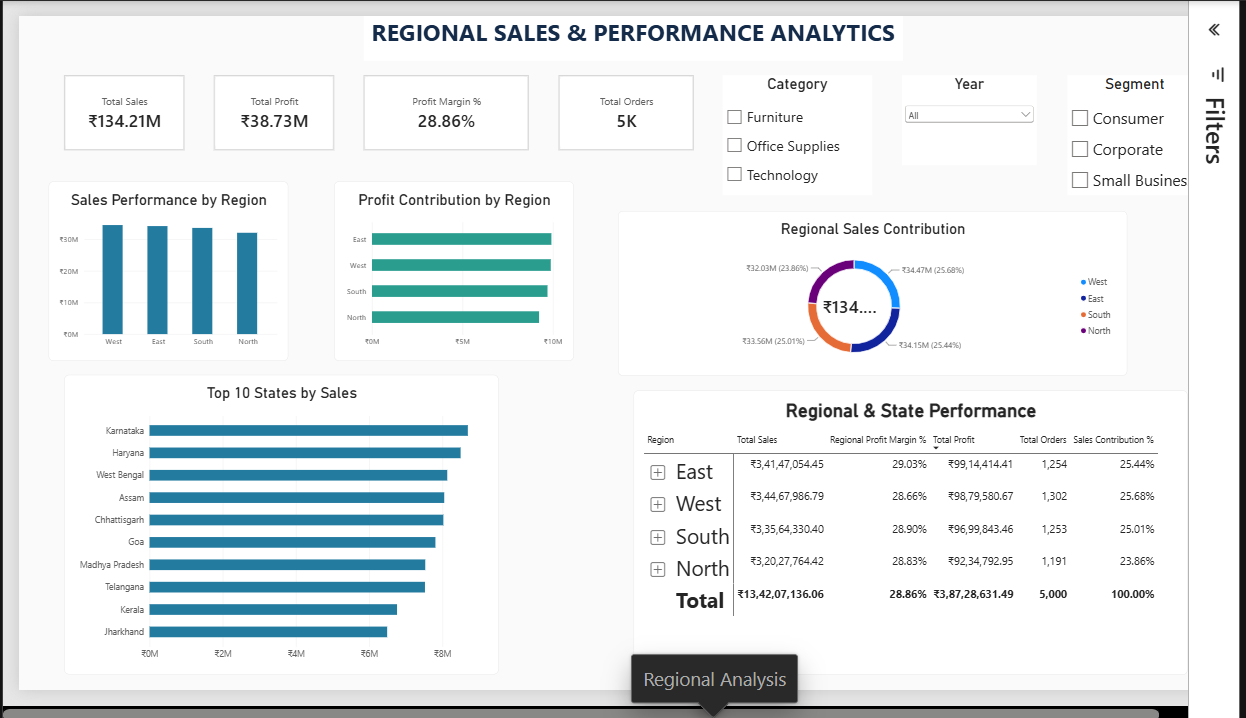 REGIONAL SALES & PERFORMANCE ANALYTICS
Total Sales
₹134.21M
Total Profit
₹38.73M
Profit Margin %
28.86%
Total Orders
5K
Category
Furniture
Office Supplies
Technology
Year
All
Segment
Consumer
Corporate
Small Busines
Filters
Sales Performance by Region
₹30M
₹20M
₹10M
₹0M
West East South North
Profit Contribution by Region
East
West
South
North
₹0M ₹5M ₹10M
Regional Sales Contribution
₹32.03M (23.86%)
₹34.47M (25.68%)
₹134....
₹33.56M (25.01%)
₹34.15M (25.44%)
West
East
South
North
Top 10 States by Sales
Karnataka
Haryana
West Bengal
Assam
Chhattisgarh
Goa
Madhya Pradesh
Telangana
Kerala
Jharkhand
₹0M ₹2M ₹4M ₹6M ₹8M
Regional & State Performance
Region Total Sales Regional Profit Margin % Total Profit Total Orders Sales Contribution %
East ₹3,41,47,054.45 29.03% ₹99,14,414.41 1,254 25.44%
West ₹3,44,67,986.79 28.66% ₹98,79,580.67 1,302 25.68%
South ₹3,35,64,330.40 28.90% ₹96,99,843.46 1,253 25.01%
North ₹3,20,27,764.42 28.83% ₹92,34,792.95 1,191 23.86%
Total ₹13,42,07,136.06 28.86% ₹3,87,28,631.49 5,000 100.00%
Regional Analysis